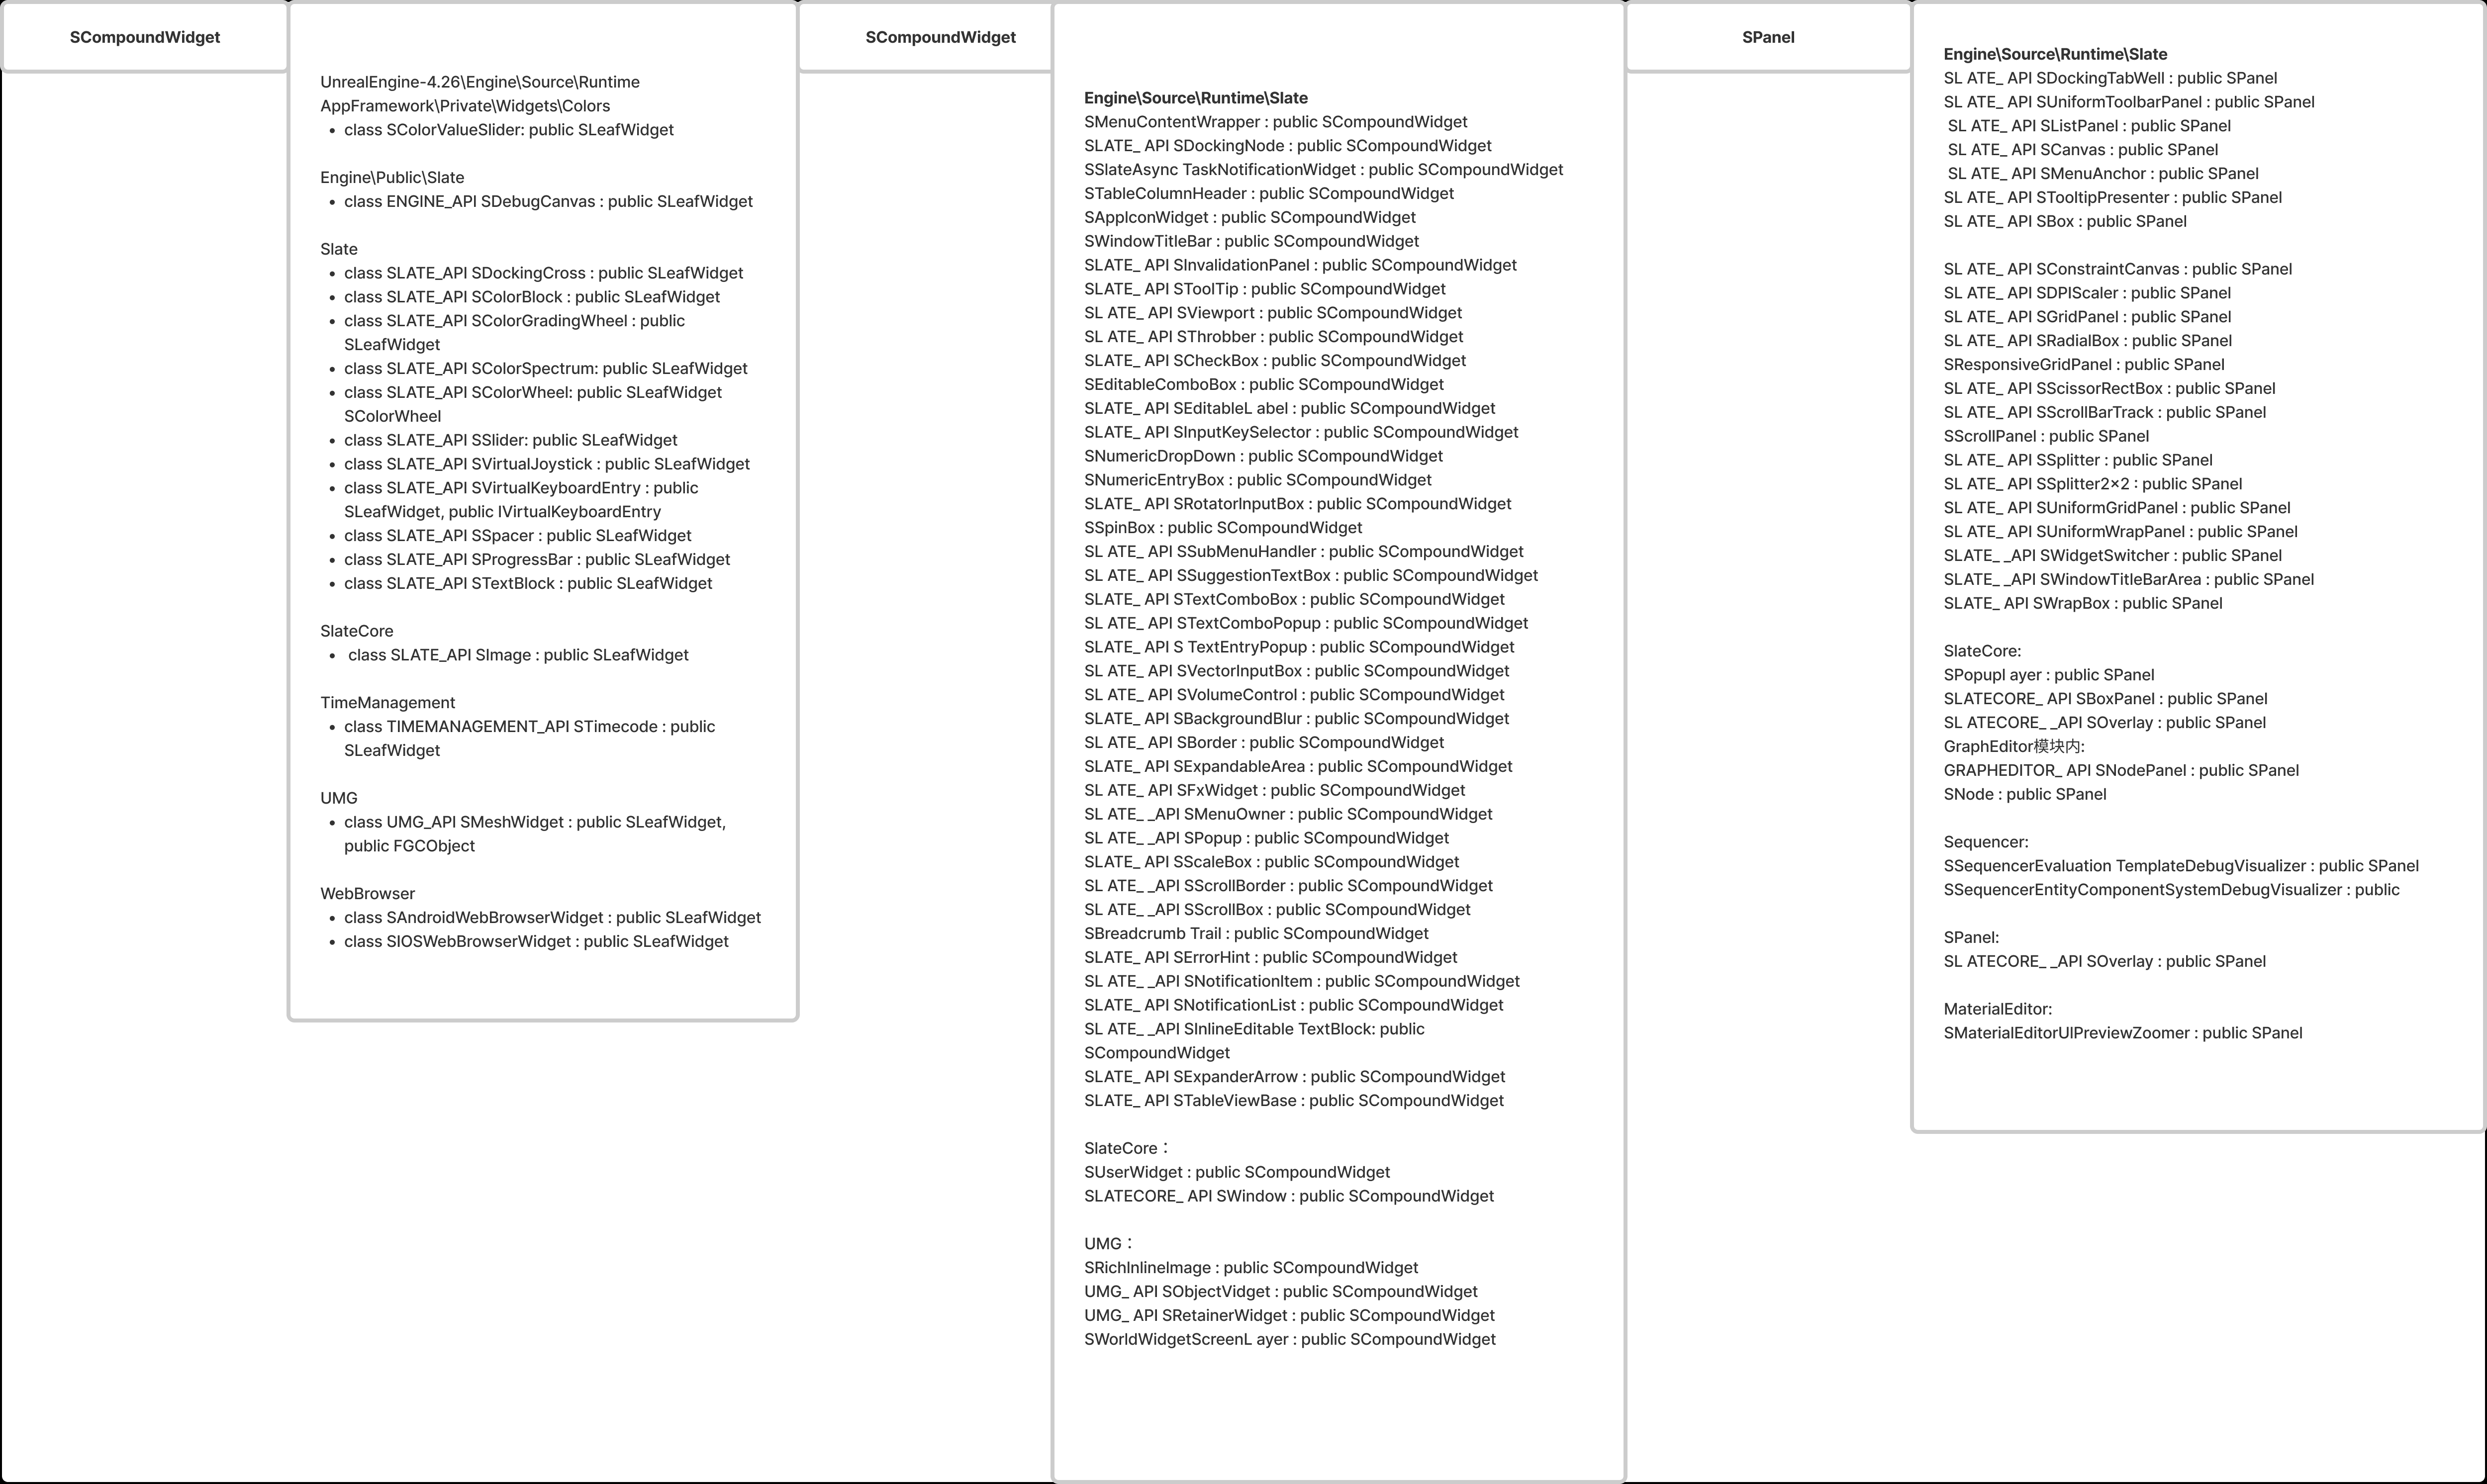 SCompoundWidget
UnrealEngine-4.26\Engine\Source\Runtime
AppFramework\Private\Widgets\Colors
• class SColorValueSlider: public SLeafWidget
Engine\Public\Slate
• class ENGINE_API SDebugCanvas : public SLeafWidget
Slate
• class SLATE_API SDockingCross : public SLeafWidget
• class SLATE_API SColorBlock : public SLeafWidget
• class SLATE_API SColorGradingWheel : public
SLeafWidget
• class SLATE_API SColorSpectrum: public SLeafWidget
• class SLATE_API SColorWheel: public SLeafWidget
SColorWheel
• class SLATE_API SSlider: public SLeafWidget
• class SLATE_API SVirtualJoystick : public SLeafWidget
• class SLATE_API SVirtualKeyboardEntry : public
SLeafWidget, public IVirtualKeyboardEntry
• class SLATE_API SSpacer : public SLeafWidget
• class SLATE_API SProgressBar : public SLeafWidget
• class SLATE_API STextBlock : public SLeafWidget
SlateCore
• class SLATE_API SImage : public SLeafWidget
TimeManagement
• class TIMEMANAGEMENT_API STimecode : public
SLeafWidget
UMG
• class UMG_API SMeshWidget : public SLeafWidget,
public FGCObject
WebBrowser
• class SAndroidWebBrowserWidget : public SLeafWidget
• class SIOSWebBrowserWidget : public SLeafWidget
SCompoundWidget
Engine\Source\Runtime\Slate
SMenuContentWrapper : public SCompoundWidget
SLATE_ API SDockingNode : public SCompoundWidget
SSlateAsync TaskNotificationWidget : public SCompoundWidget
STableColumnHeader : public SCompoundWidget
SAppIconWidget : public SCompoundWidget
SWindowTitleBar : public SCompoundWidget
SLATE_ API SInvalidationPanel : public SCompoundWidget
SLATE_ API SToolTip : public SCompoundWidget
SL ATE_ API SViewport : public SCompoundWidget
SL ATE_ API SThrobber : public SCompoundWidget
SLATE_ API SCheckBox : public SCompoundWidget
SEditableComboBox : public SCompoundWidget
SLATE_ API SEditableL abel : public SCompoundWidget
SLATE_ API SInputKeySelector : public SCompoundWidget
SNumericDropDown : public SCompoundWidget
SNumericEntryBox : public SCompoundWidget
SLATE_ API SRotatorInputBox : public SCompoundWidget
SSpinBox : public SCompoundWidget
SL ATE_ API SSubMenuHandler : public SCompoundWidget
SL ATE_ API SSuggestionTextBox : public SCompoundWidget
SLATE_ API STextComboBox : public SCompoundWidget
SL ATE_ API STextComboPopup : public SCompoundWidget
SLATE_ API S TextEntryPopup : public SCompoundWidget
SL ATE_ API SVectorInputBox : public SCompoundWidget
SL ATE_ API SVolumeControl : public SCompoundWidget
SLATE_ API SBackgroundBlur : public SCompoundWidget
SL ATE_ API SBorder : public SCompoundWidget
SLATE_ API SExpandableArea : public SCompoundWidget
SL ATE_ API SFxWidget : public SCompoundWidget
SL ATE_ _API SMenuOwner : public SCompoundWidget
SL ATE_ _API SPopup : public SCompoundWidget
SLATE_ API SScaleBox : public SCompoundWidget
SL ATE_ _API SScrollBorder : public SCompoundWidget
SL ATE_ _API SScrollBox : public SCompoundWidget
SBreadcrumb Trail : public SCompoundWidget
SLATE_ API SErrorHint : public SCompoundWidget
SL ATE_ _API SNotificationItem : public SCompoundWidget
SLATE_ API SNotificationList : public SCompoundWidget
SL ATE_ _API SInlineEditable TextBlock: public
SCompoundWidget
SLATE_ API SExpanderArrow : public SCompoundWidget
SLATE_ API STableViewBase : public SCompoundWidget
SlateCore：
SUserWidget : public SCompoundWidget
SLATECORE_ API SWindow : public SCompoundWidget
UMG：
SRichInlineImage : public SCompoundWidget
UMG_ API SObjectVidget : public SCompoundWidget
UMG_ API SRetainerWidget : public SCompoundWidget
SWorldWidgetScreenL ayer : public SCompoundWidget
SPanel
Engine\Source\Runtime\Slate
SL ATE_ API SDockingTabWell : public SPanel
SL ATE_ API SUniformToolbarPanel : public SPanel
SL ATE_ API SListPanel : public SPanel
SL ATE_ API SCanvas : public SPanel
SL ATE_ API SMenuAnchor : public SPanel
SL ATE_ API STooltipPresenter : public SPanel
SL ATE_ API SBox : public SPanel
SL ATE_ API SConstraintCanvas : public SPanel
SL ATE_ API SDPIScaler : public SPanel
SL ATE_ API SGridPanel : public SPanel
SL ATE_ API SRadialBox : public SPanel
SResponsiveGridPanel : public SPanel
SL ATE_ API SScissorRectBox : public SPanel
SL ATE_ API SScrollBarTrack : public SPanel
SScrollPanel : public SPanel
SL ATE_ API SSplitter : public SPanel
SL ATE_ API SSplitter2×2 : public SPanel
SL ATE_ API SUniformGridPanel : public SPanel
SL ATE_ API SUniformWrapPanel : public SPanel
SLATE_ _API SWidgetSwitcher : public SPanel
SLATE_ _API SWindowTitleBarArea : public SPanel
SLATE_ API SWrapBox : public SPanel
SlateCore:
SPopupl ayer : public SPanel
SLATECORE_ API SBoxPanel : public SPanel
SL ATECORE_ _API SOverlay : public SPanel
GraphEditor模块内:
GRAPHEDITOR_ API SNodePanel : public SPanel
SNode : public SPanel
Sequencer:
SSequencerEvaluation TemplateDebugVisualizer : public SPanel
SSequencerEntityComponentSystemDebugVisualizer : public
SPanel:
SL ATECORE_ _API SOverlay : public SPanel
MaterialEditor:
SMaterialEditorUIPreviewZoomer : public SPanel